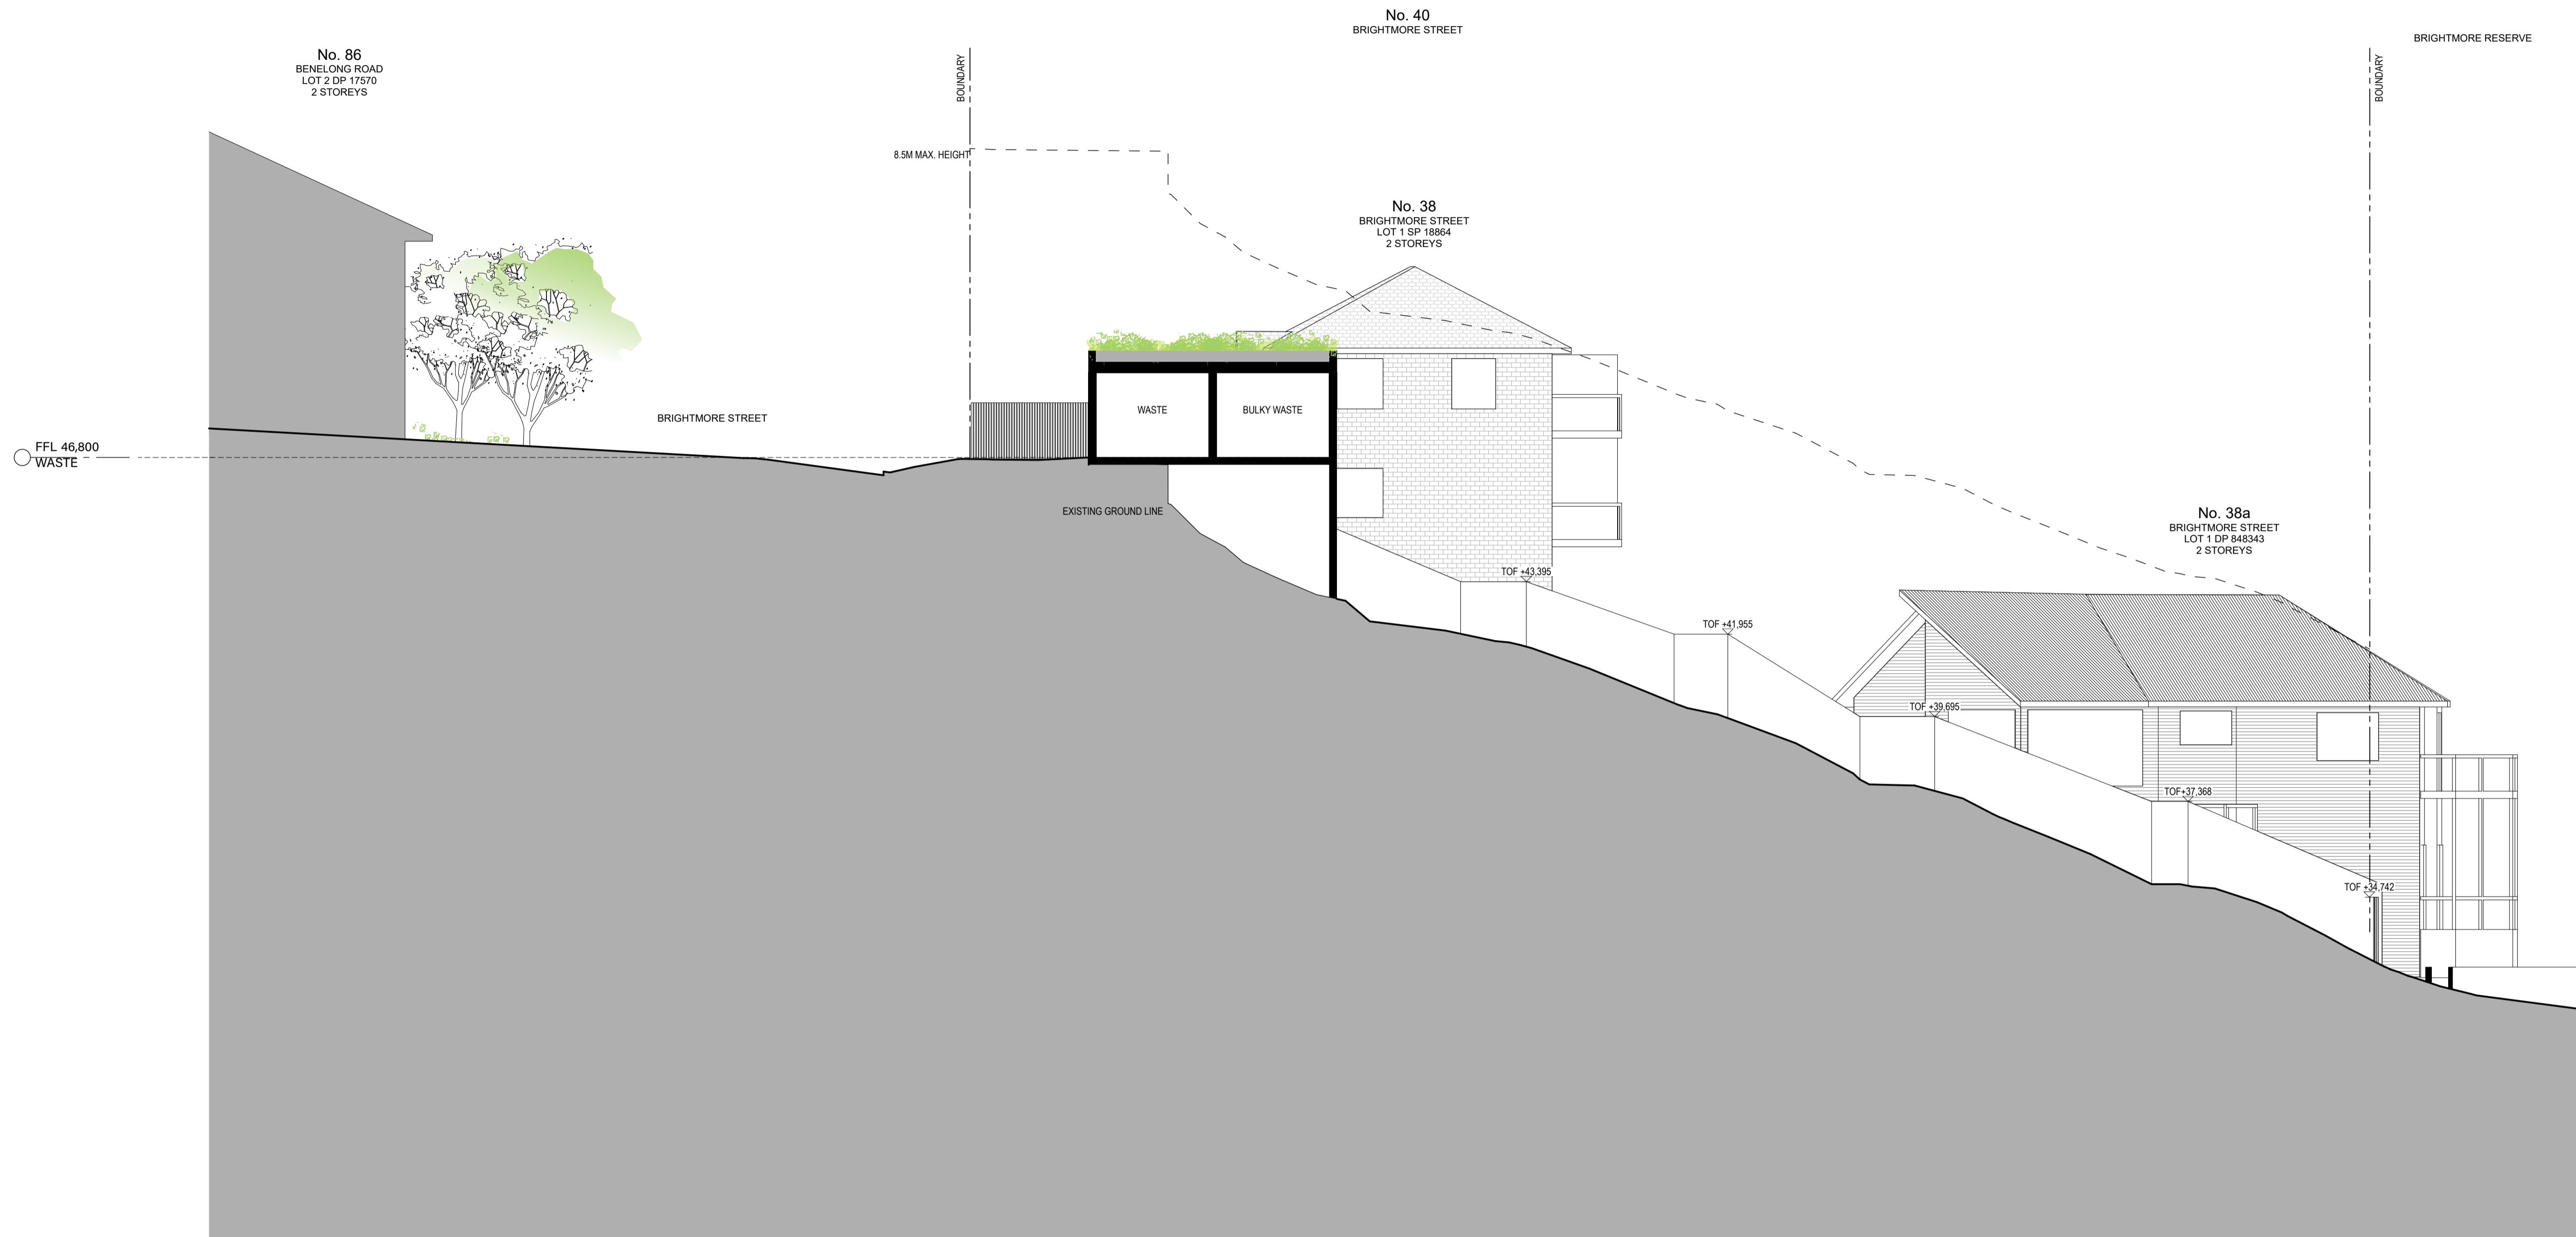 No. 40
BRIGHTMORE STREET
BRIGHTMORE RESERVE
No. 86
BENELONG ROAD
LOT 2 DP 17570
2 STOREYS
BOUNDARY
BOUNDARY
8.5M MAX. HEIGHT
No. 38
BRIGHTMORE STREET
LOT 1 SP 18864
2 STOREYS
WASTE
BULKY WASTE
BRIGHTMORE STREET
FFL 46,800
WASTE
EXISTING GROUND LINE
No. 38a
BRIGHTMORE STREET
LOT 1 DP 848343
2 STOREYS
TOF +43,395
TOF +41,955
TOF +39,695
TOF+37,368
TOF +34,742